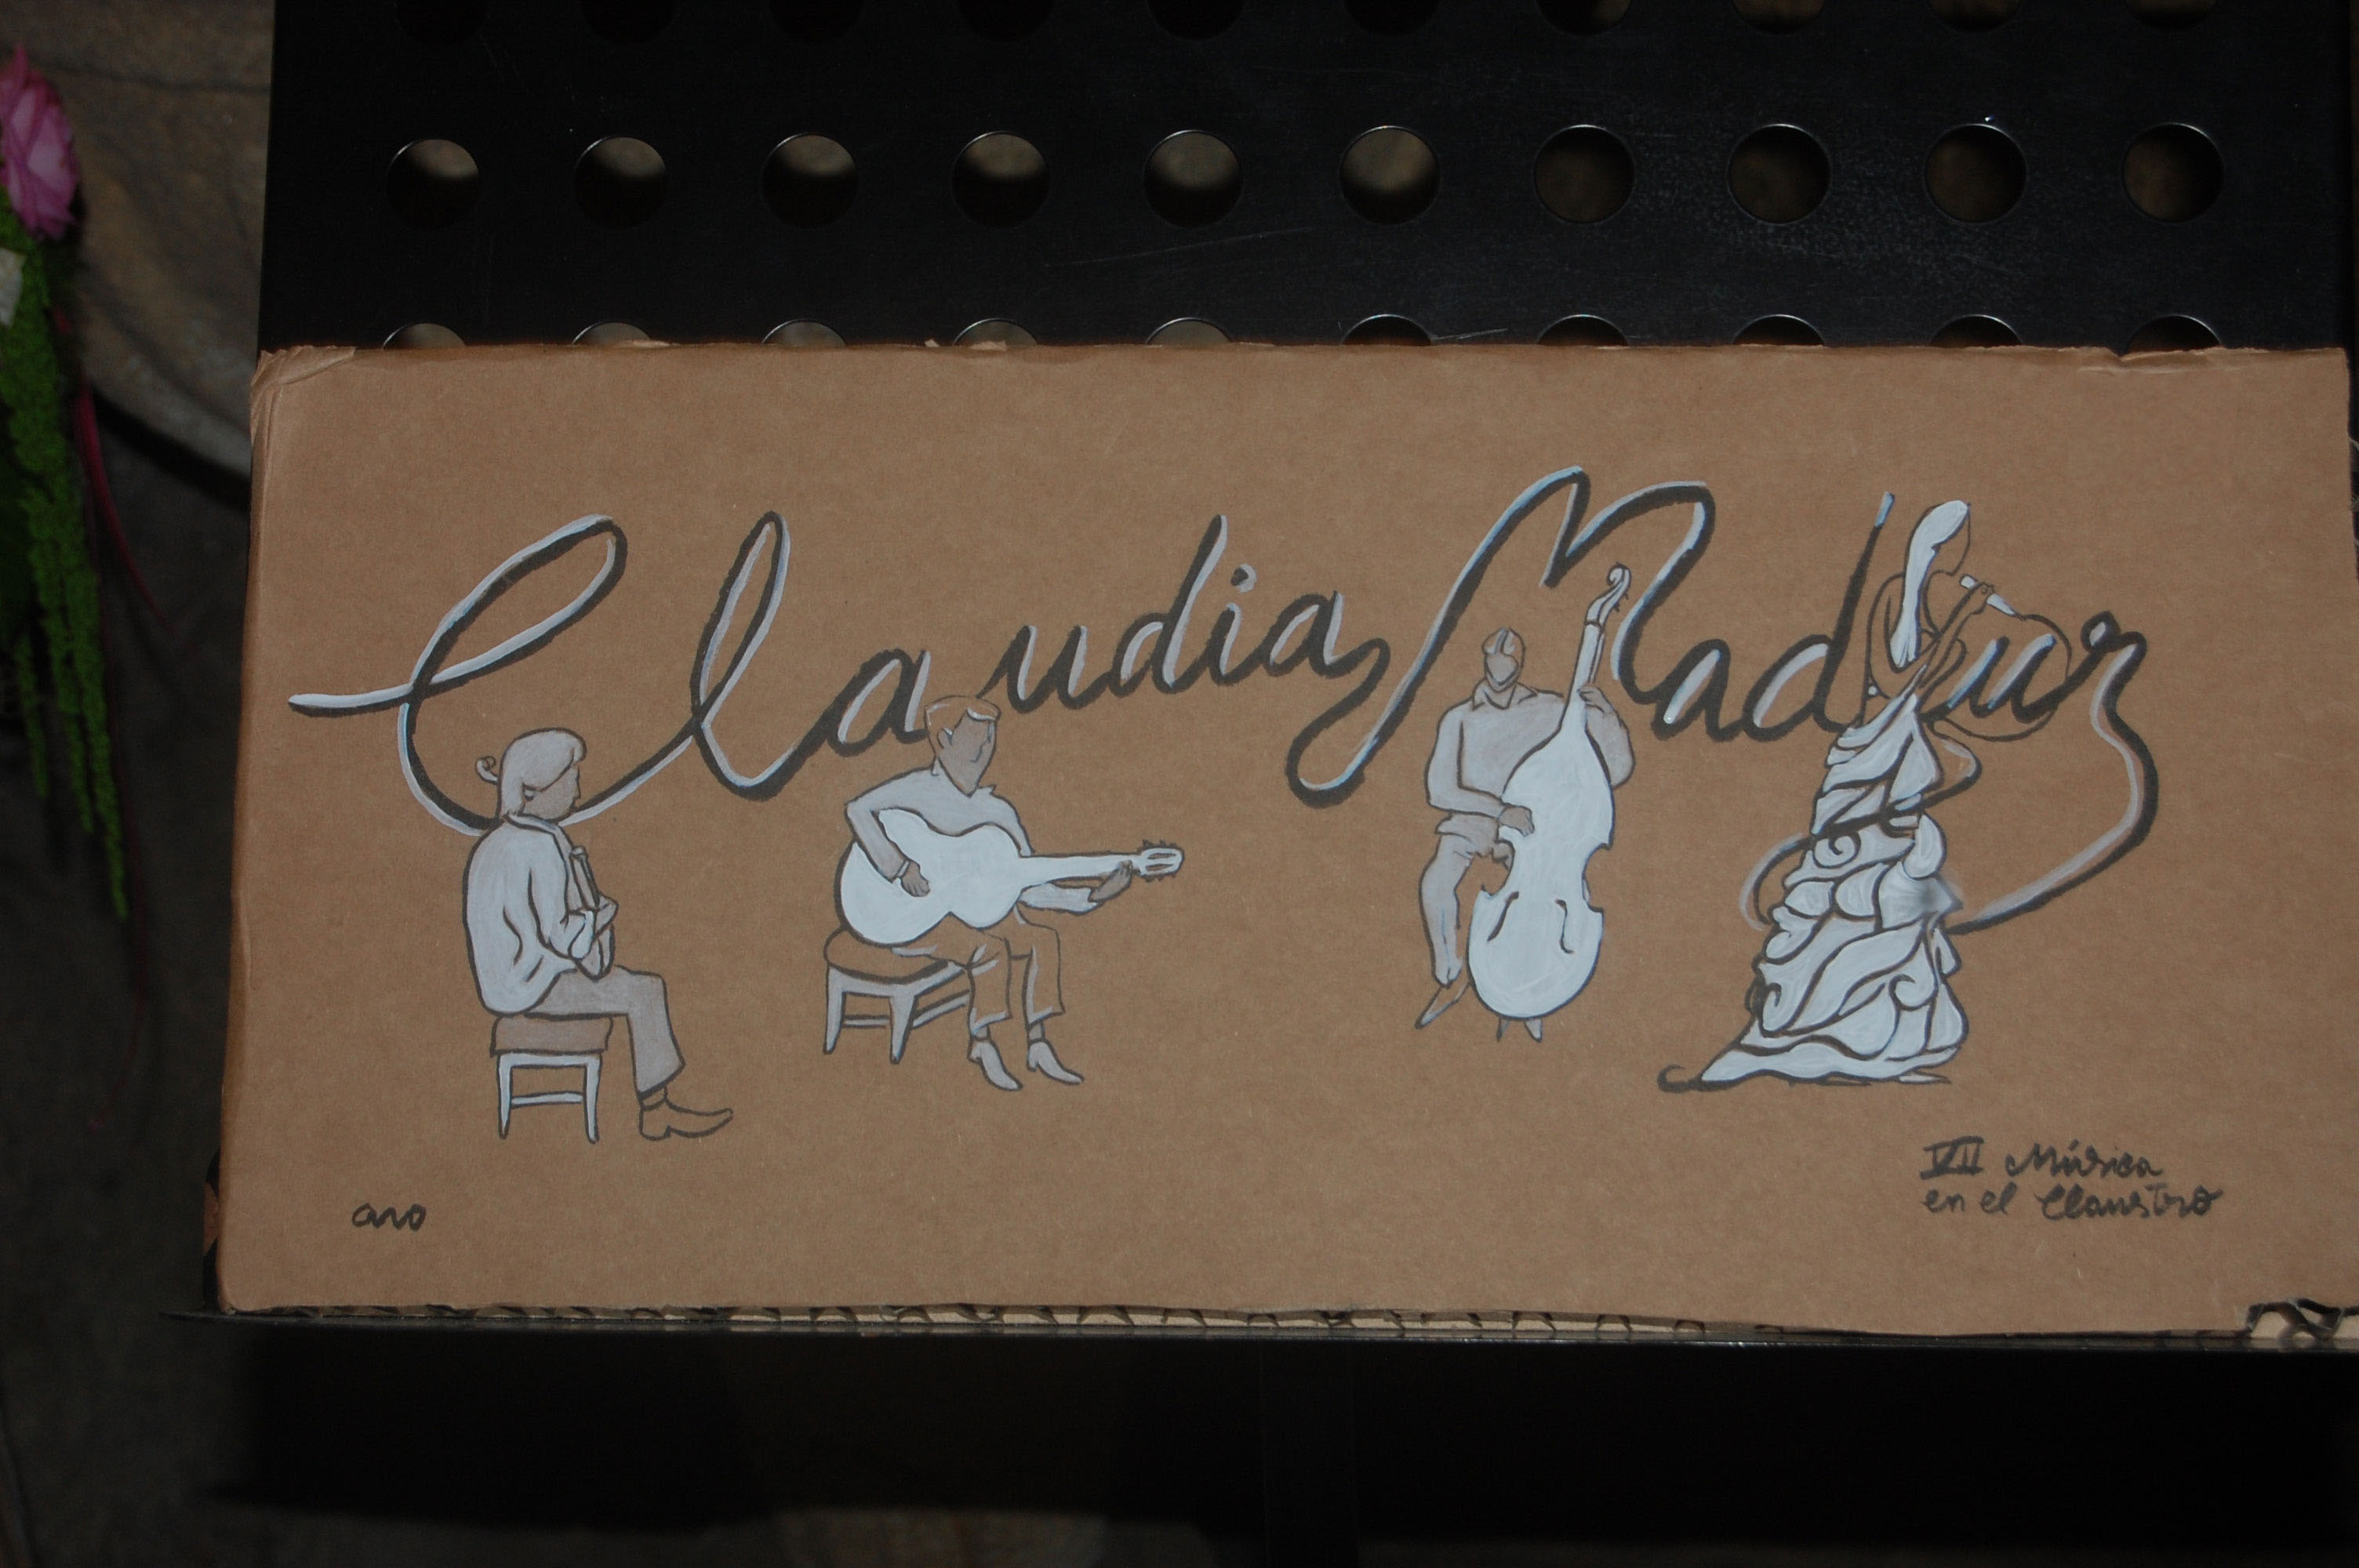 Claudia Madur
VII Música
en el Claustro
aro